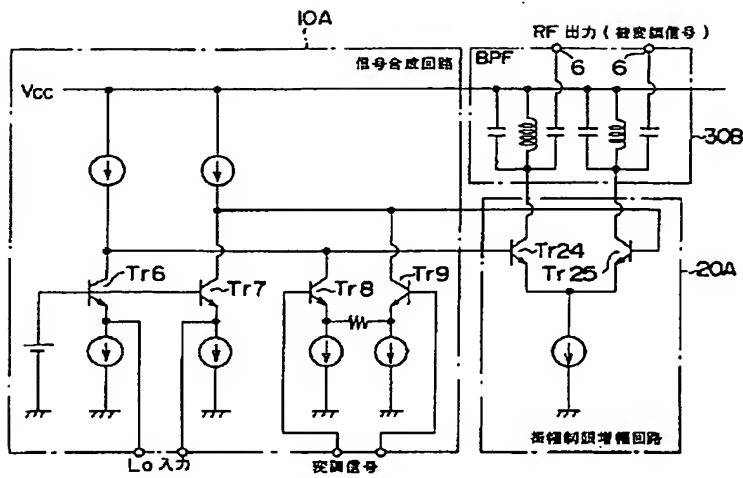 10A
RF 出力 (被変調信号)
BPF
6
6
信号合成回路
Vcc
30B
Tr24
Tr25
20A
Tr6
Tr7
Tr8
Tr9
振幅制限増幅回路
Lo 入力
変調信号